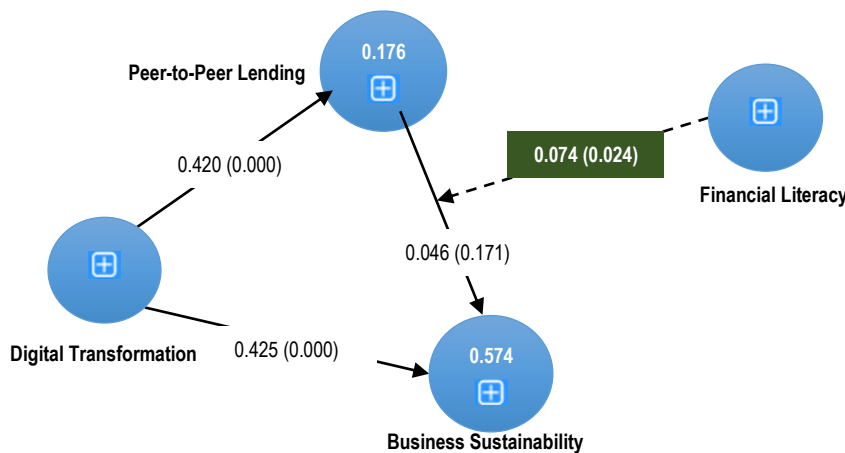 0.176
Peer-to-Peer Lending
0.074 (0.024)
0.420 (0.000)
Financial Literacy
0.046 (0.171)
Digital Transformation
0.425 (0.000)
0.574
Business Sustainability